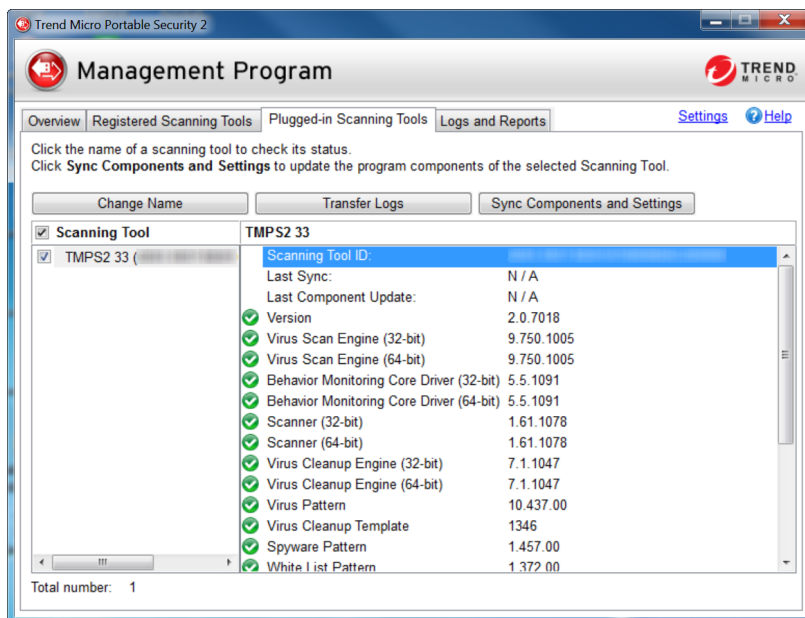 Trend Micro Portable Security 2
Management Program
TREND
MICRO
Overview Registered Scanning Tools Plugged-in Scanning Tools Logs and Reports Settings Help
Click the name of a scanning tool to check its status.
Click Sync Components and Settings to update the program components of the selected Scanning Tool.
Change Name Transfer Logs Sync Components and Settings
Scanning Tool TMPS2 33
TMPS2 33 ( Scanning Tool ID:
Last Sync: N / A
Last Component Update: N / A
Version 2.0.7018
Virus Scan Engine (32-bit) 9.750.1005
Virus Scan Engine (64-bit) 9.750.1005
Behavior Monitoring Core Driver (32-bit) 5.5.1091
Behavior Monitoring Core Driver (64-bit) 5.5.1091
Scanner (32-bit) 1.61.1078
Scanner (64-bit) 1.61.1078
Virus Cleanup Engine (32-bit) 7.1.1047
Virus Cleanup Engine (64-bit) 7.1.1047
Virus Pattern 10.437.00
Virus Cleanup Template 1346
Spyware Pattern 1.457.00
White List Pattern 1.372.00
Total number: 1